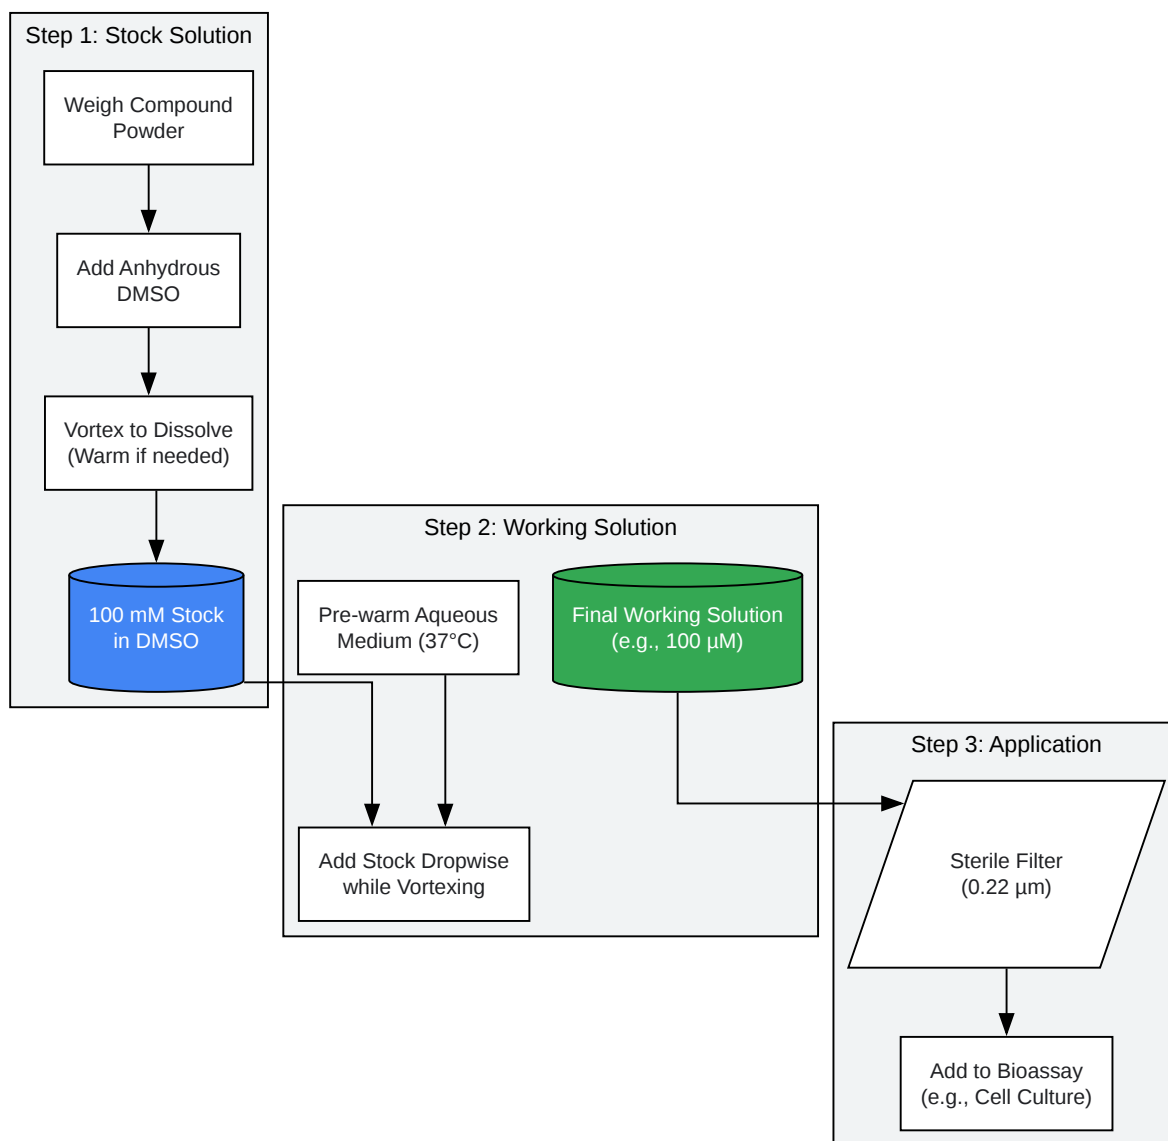 Step 1: Stock Solution
Weigh Compound
Powder
Add Anhydrous
DMSO
Vortex to Dissolve
(Warm if needed)
100 mM Stock
in DMSO
Step 2: Working Solution
Pre-warm Aqueous
Medium (37°C)
Final Working Solution
(e.g., 100 µM)
Add Stock Dropwise
while Vortexing
Step 3: Application
Sterile Filter
(0.22 µm)
Add to Bioassay
(e.g., Cell Culture)